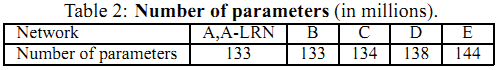 Table 2: Number of parameters (in millions).
Network A,A-LRN B C D E
Number of parameters 133 133 134 138 144